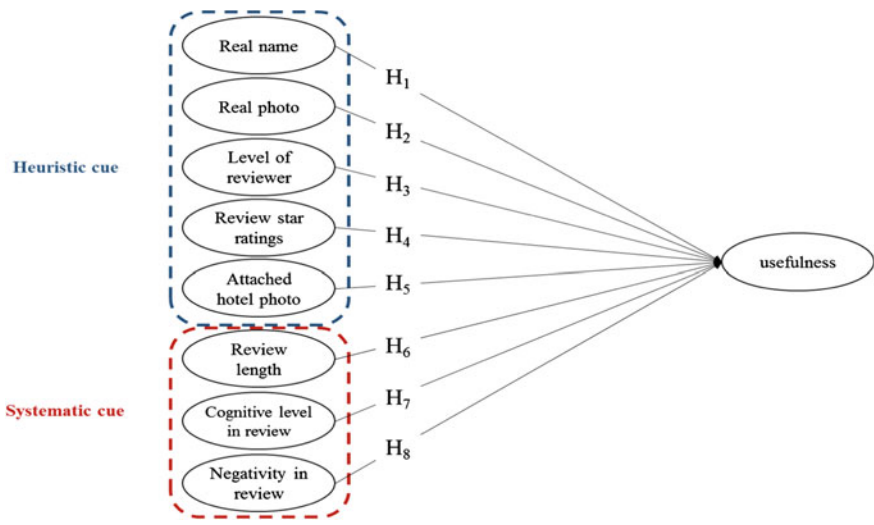 Real name
H1
Real photo
H2
Heuristic cue
Level of
reviewer
H3
Review star
ratings
H4
Attached
hotel photo
H5
usefulness
Review
length
H6
Systematic cue
Cognitive level
in review
H7
Negativity in
review
H8